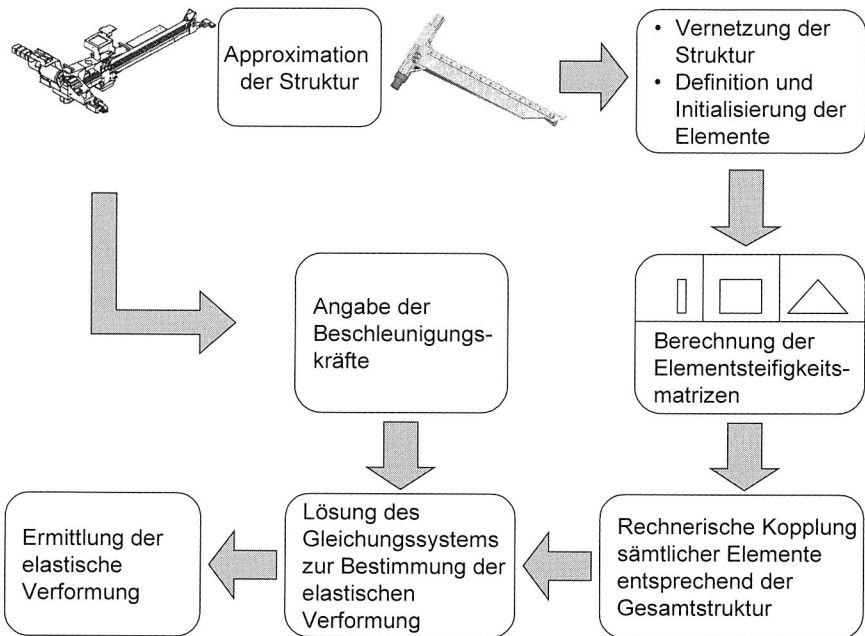 Approximation
der Struktur
• Vernetzung der
Struktur
• Definition und
Initialisierung der
Elemente
Angabe der
Beschleunigungs-
kräfte
Berechnung der
Elementsteifigkeits-
matrizen
Ermittlung der
elastische
Verformung
Lösung des
Gleichungssystems
zur Bestimmung der
elastischen
Verformung
Rechnerische Kopplung
sämtlicher Elemente
entsprechend der
Gesamtstruktur